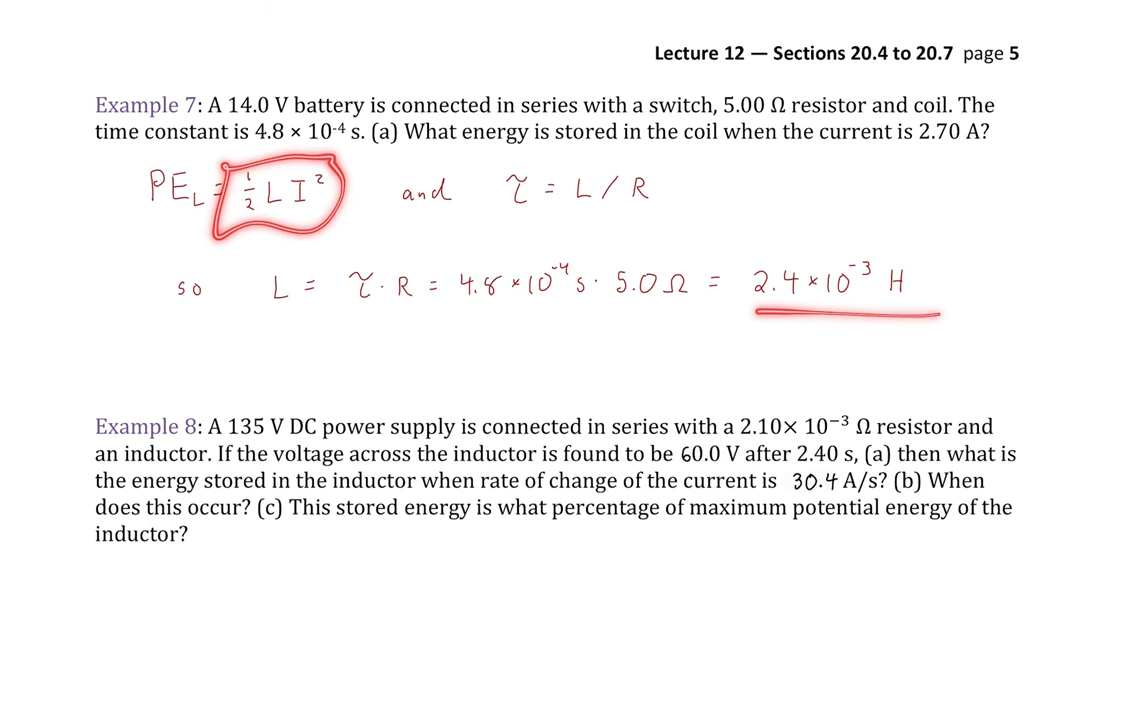 Lecture 12 — Sections 20.4 to 20.7 page 5
Example 7: A 14.0 V battery is connected in series with a switch, 5.00 Ω resistor and coil. The
time constant is 4.8 × 10⁻⁴ s. (a) What energy is stored in the coil when the current is 2.70 A?
PE_L = ½ L I² and τ = L / R
so L = τ · R = 4.8 × 10⁻⁴ s · 5.0 Ω = 2.4 × 10⁻³ H
Example 8: A 135 V DC power supply is connected in series with a 2.10× 10⁻³ Ω resistor and
an inductor. If the voltage across the inductor is found to be 60.0 V after 2.40 s, (a) then what is
the energy stored in the inductor when rate of change of the current is 30.4 A/s? (b) When
does this occur? (c) This stored energy is what percentage of maximum potential energy of the
inductor?